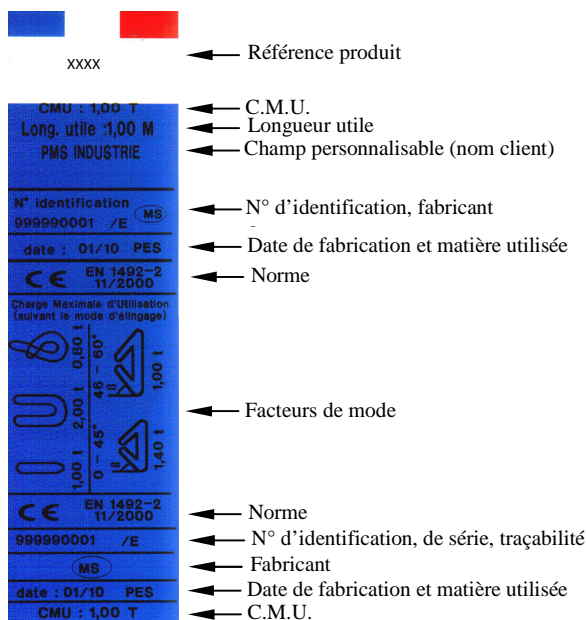 xxxx
Référence produit
CMU : 1,00 T
C.M.U.
Long. utile :1,00 M
Longueur utile
PMS INDUSTRIE
Champ personnalisable (nom client)
N° identification
MS
999990001 /E
N° d'identification, fabricant
date : 01/10 PES
Date de fabrication et matière utilisée
CE EN 1492-2
11/2000
Norme
Charge Maximale d'Utilisation
(suivant le mode d'élingage)
0,80 t
46 - 60°
1,00 t
2,00 t
Facteurs de mode
1,00 t
0 - 45°
1,40 t
CE EN 1492-2
11/2000
Norme
999990001 /E
N° d'identification, de série, traçabilité
MS
Fabricant
date : 01/10 PES
Date de fabrication et matière utilisée
CMU : 1,00 T
C.M.U.